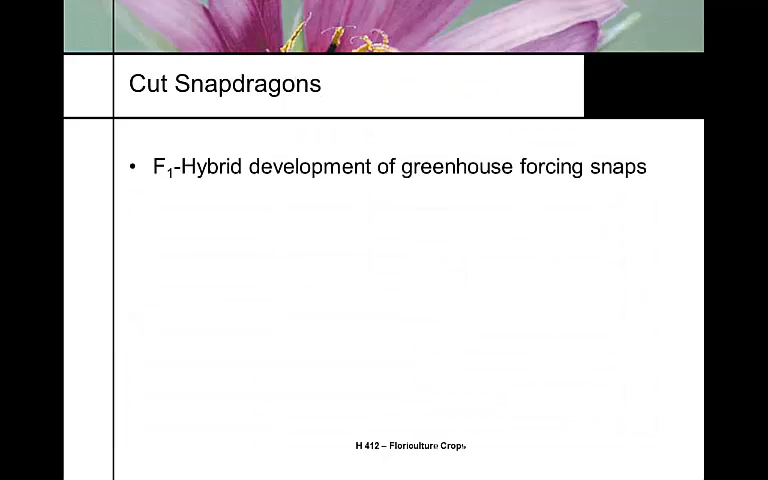 Cut Snapdragons
• F₁-Hybrid development of greenhouse forcing snaps
H 412 – Floriculture Crops